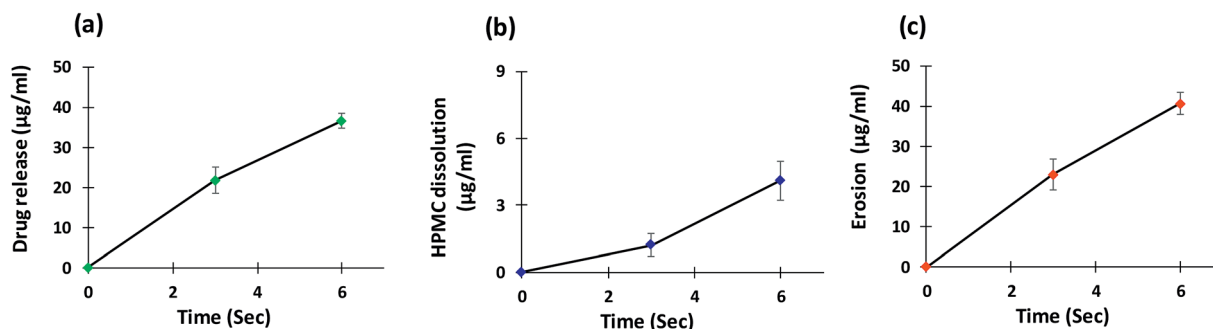 (a)
Drug release (µg/ml)
50
40
30
20
10
0
0 2 4 6
Time (Sec)
(b)
HPMC dissolution
(µg/ml)
9
6
3
0
0 2 4 6
Time (Sec)
(c)
Erosion (µg/ml)
50
40
30
20
10
0
0 2 4 6
Time (Sec)